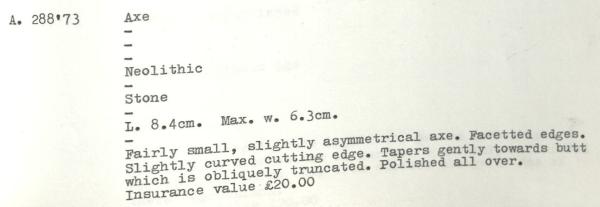 A. 288'73 Axe
-
-
-
Neolithic
-
Stone
-
L. 8.4cm. Max. w. 6.3cm.
-
Fairly small, slightly asymmetrical axe. Facetted edges.
Slightly curved cutting edge. Tapers gently towards butt
which is obliquely truncated. Polished all over.
Insurance value £20.00